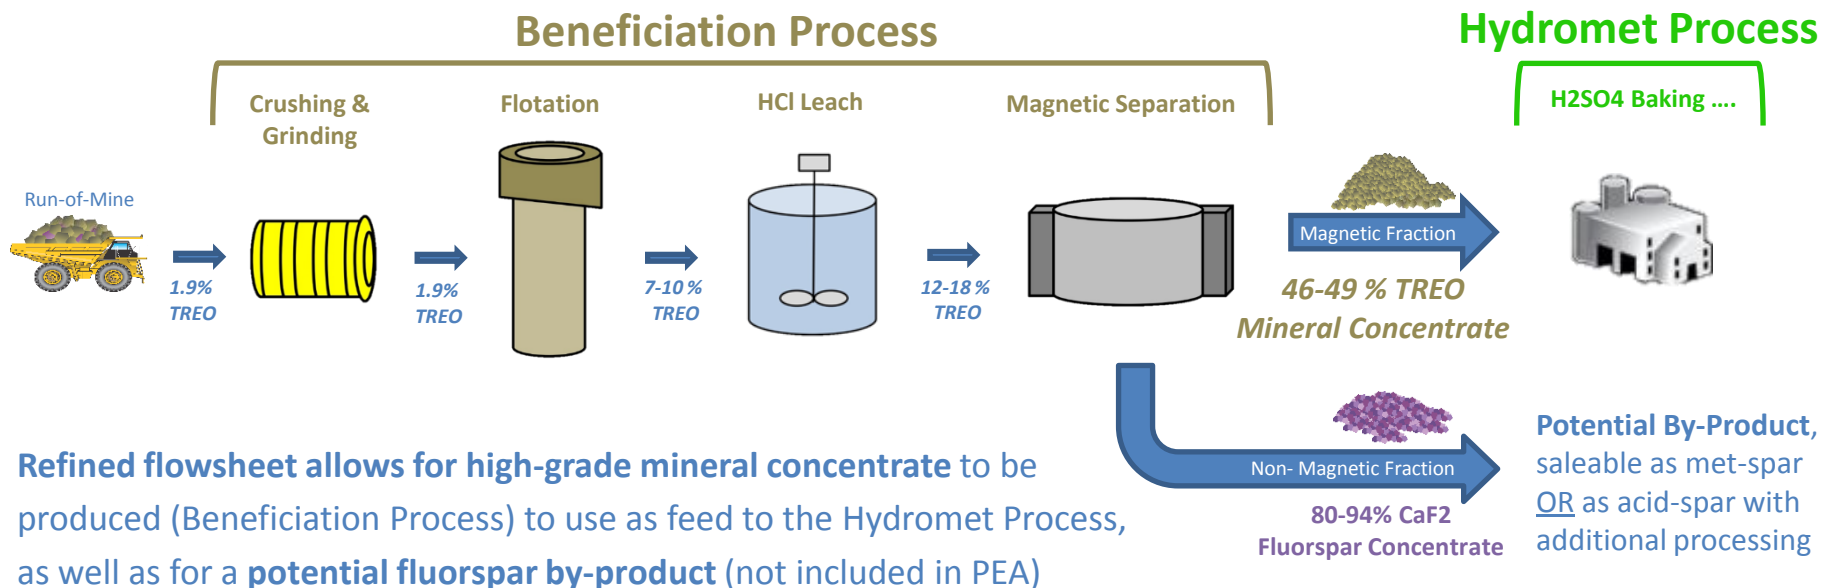 Beneficiation Process
Hydromet Process
Crushing &
Grinding
Flotation
HCl Leach
Magnetic Separation
H2SO4 Baking ....
Run-of-Mine
1.9%
TREO
1.9%
TREO
7-10 %
TREO
12-18 %
TREO
Magnetic Fraction
46-49 % TREO
Mineral Concentrate
Non- Magnetic Fraction
80-94% CaF2
Fluorspar Concentrate
Potential By-Product,
saleable as met-spar
OR as acid-spar with
additional processing
Refined flowsheet allows for high-grade mineral concentrate to be
produced (Beneficiation Process) to use as feed to the Hydromet Process,
as well as for a potential fluorspar by-product (not included in PEA)